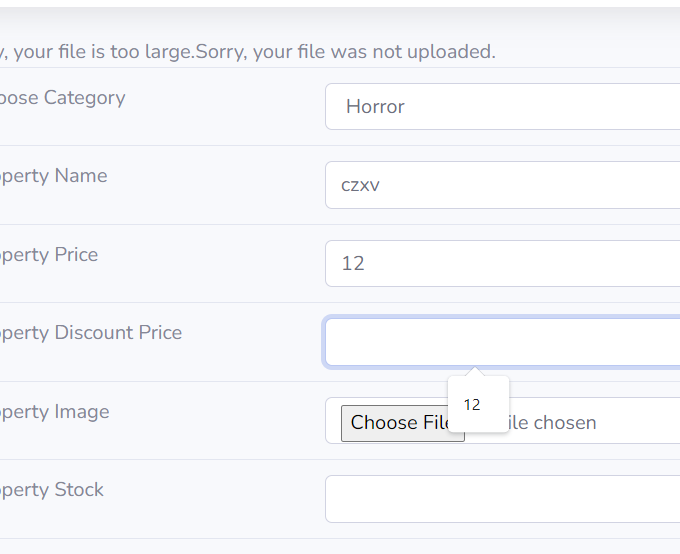 , your file is too large.Sorry, your file was not uploaded.
oose Category
Horror
operty Name
czxv
operty Price
12
operty Discount Price
12
operty Image
Choose File
ile chosen
operty Stock